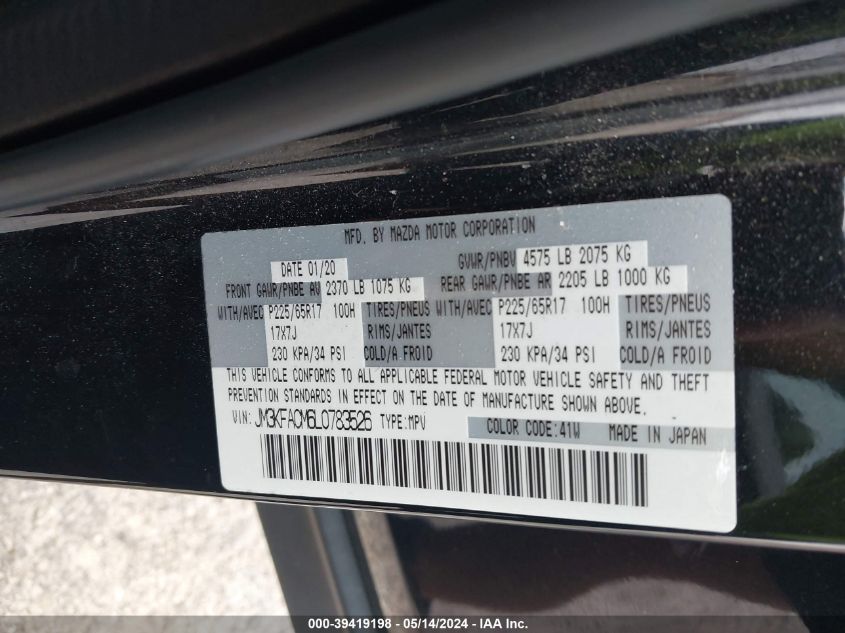 MFD. BY MAZDA MOTOR CORPORATION
DATE 01/20 GVWR/PNBV 4575 LB 2075 KG
FRONT GAWR/PNBE AV 2370 LB 1075 KG REAR GAWR/PNBE AR 2205 LB 1000 KG
WITH/AVEC P225/65R17 100H TIRES/PNEUS WITH/AVEC P225/65R17 100H TIRES/PNEUS
17X7J RIMS/JANTES 17X7J RIMS/JANTES
230 KPA/34 PSI COLD/A FROID 230 KPA/34 PSI COLD/A FROID
THIS VEHICLE CONFORMS TO ALL APPLICABLE FEDERAL MOTOR VEHICLE SAFETY AND THEFT
PREVENTION STANDARDS IN EFFECT ON THE DATE OF MANUFACTURE SHOWN ABOVE.
VIN: JM3KFACM6L0783526 TYPE:MPV COLOR CODE:41W MADE IN JAPAN
000-39419198 - 05/14/2024 - IAA Inc.